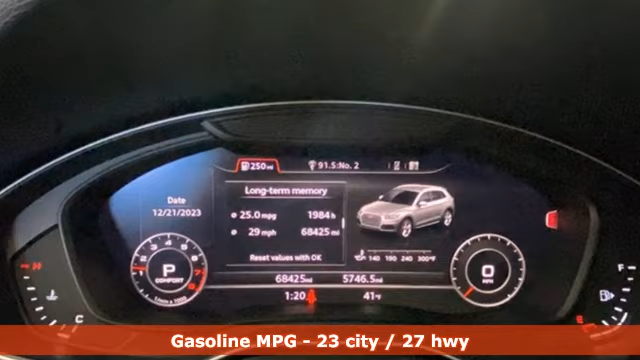 250 mi
91.5: No. 2
Long-term memory
Date
12/21/2023
25.0 mpg 1984 h
29 mph 68425 mi
Reset values with OK
140 190 240 300°F
P
COMFORT
0
MPH
68425 mi 5746.5 mi
1:20 41°F
H
C
F
E
Gasoline MPG - 23 city / 27 hwy